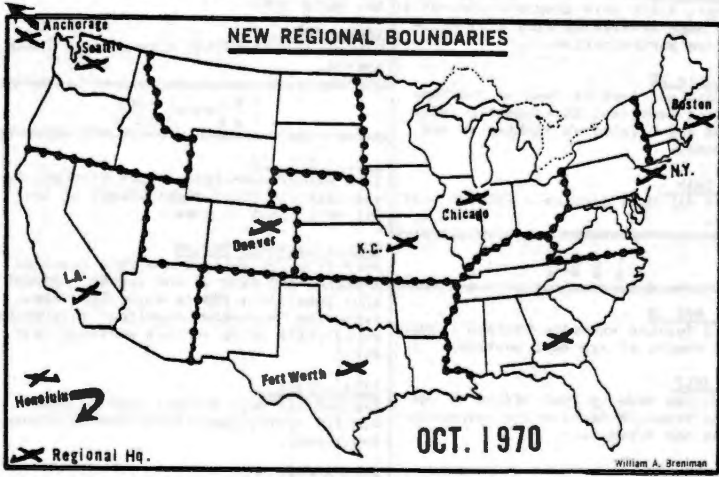 Anchorage
Seattle
NEW REGIONAL BOUNDARIES
Boston
N.Y.
Chicago
Denver
K.C.
L.A.
Fort Worth
Honolulu
OCT. 1970
Regional Hq.
William A. Breniman